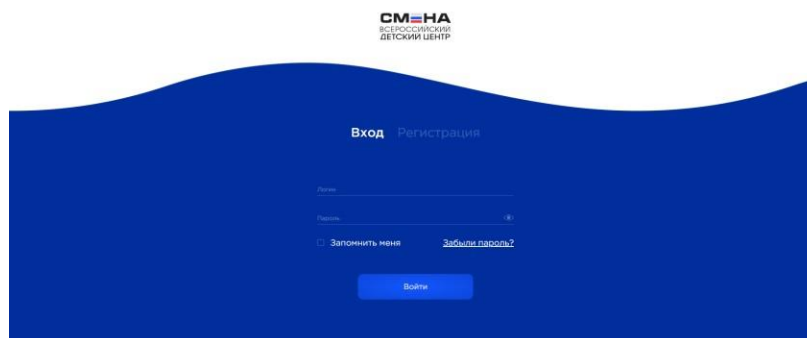 СМЕНА
ВСЕРОССИЙСКИЙ
ДЕТСКИЙ ЦЕНТР
Вход Регистрация
Логин
Пароль
Запомнить меня Забыли пароль?
Войти